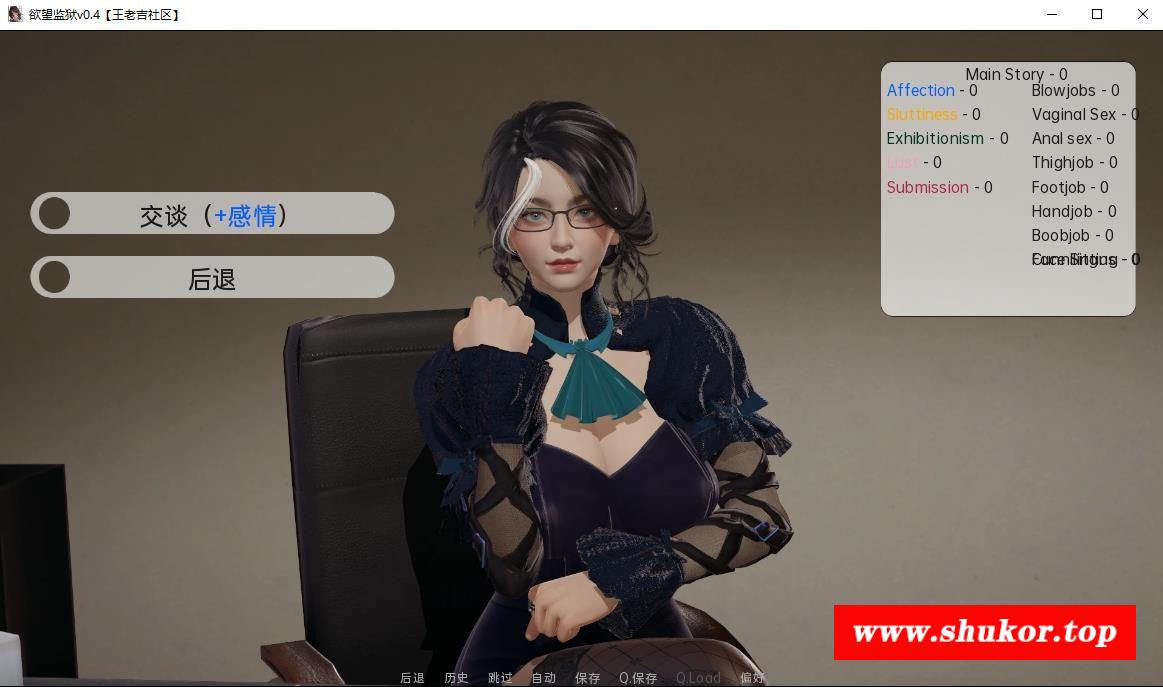 欲望监狱v0.4【王老吉社区】
交谈（+感情）
后退
Main Story - 0
Affection - 0
Sluttiness - 0
Exhibitionism - 0
Lust - 0
Submission - 0
Blowjobs - 0
Vaginal Sex - 0
Anal sex - 0
Thighjob - 0
Footjob - 0
Handjob - 0
Boobjob - 0
www.shukor.top
后退 历史 跳过 自动 保存 Q.保存 Q.Load 偏好